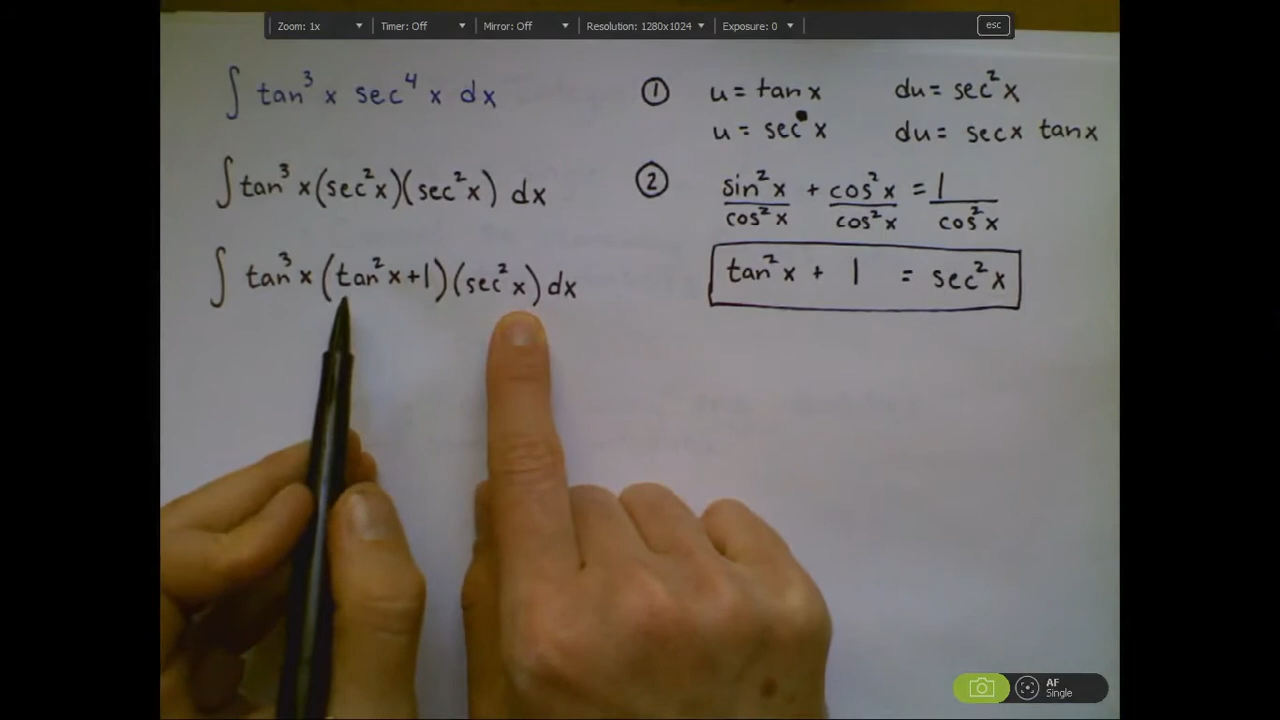 Zoom: 1x Timer: Off Mirror: Off Resolution: 1280x1024 Exposure: 0 esc
∫ tan³ x sec⁴ x dx
∫ tan³ x (sec² x)(sec² x) dx
∫ tan³ x (tan² x + 1)(sec² x) dx
① u = tan x du = sec² x
u = sec x du = sec x tan x
② sin² x / cos² x + cos² x / cos² x = 1 / cos² x
tan² x + 1 = sec² x
AF
Single